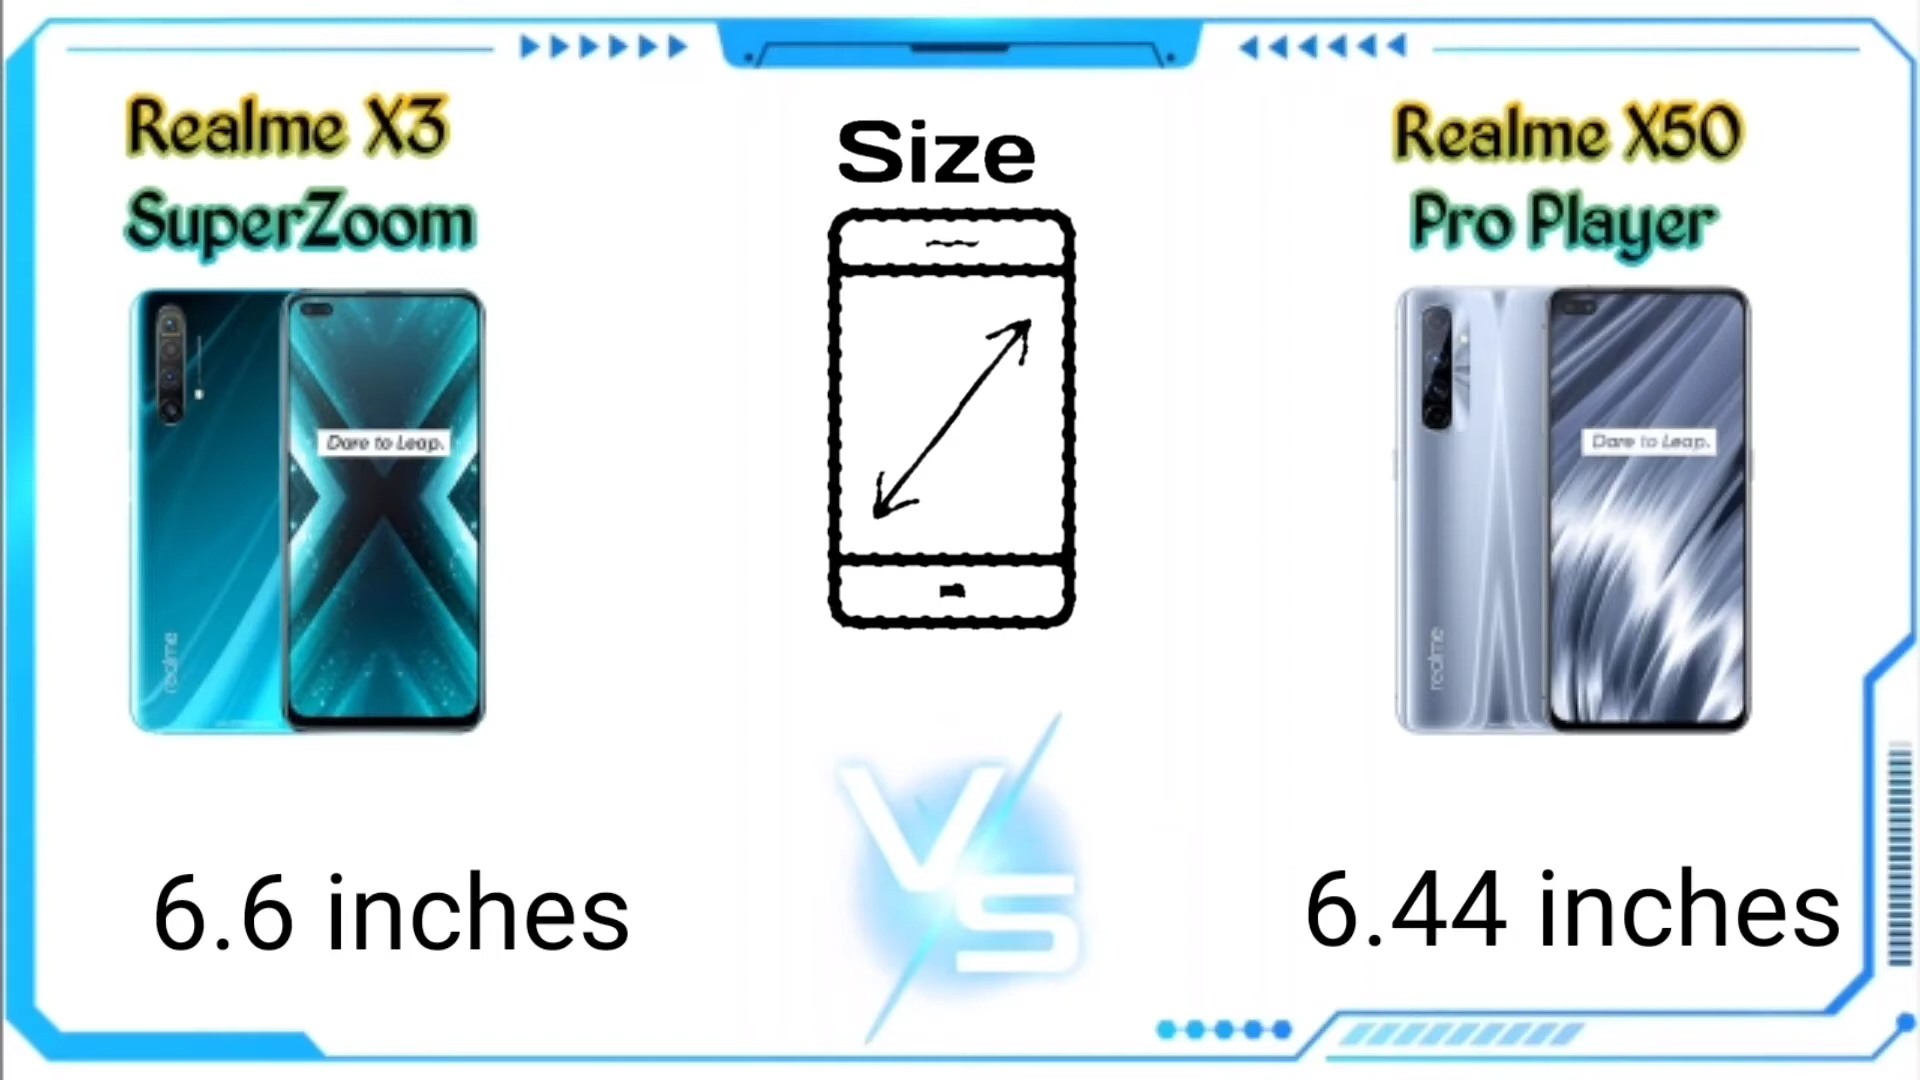 Realme X3
SuperZoom
Size
Realme X50
Pro Player
Dare to Leap.
realme
Dare to Leap.
realme
VS
6.6 inches
6.44 inches